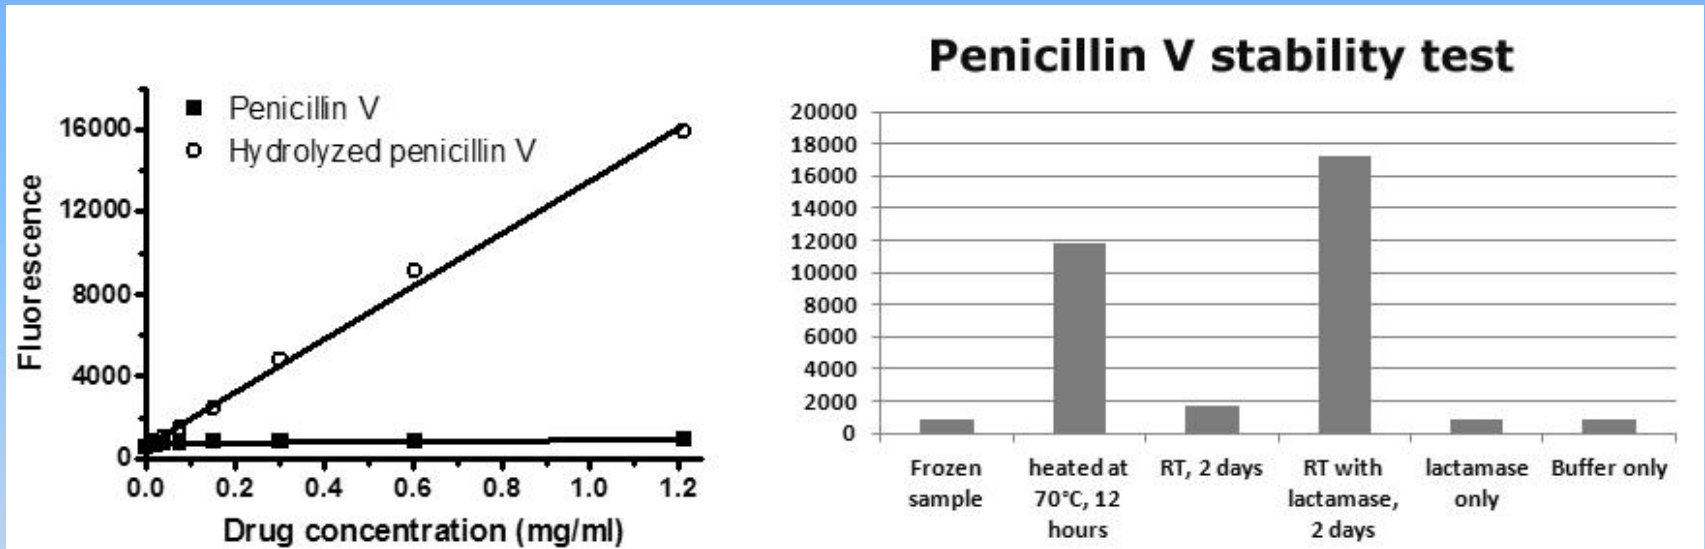 Penicillin V
Hydrolyzed penicillin V
Fluorescence
16000
12000
8000
4000
0
0.0 0.2 0.4 0.6 0.8 1.0 1.2
Drug concentration (mg/ml)
Penicillin V stability test
20000
18000
16000
14000
12000
10000
8000
6000
4000
2000
0
Frozen
sample
heated at
70°C, 12
hours
RT, 2 days
RT with
lactamase,
2 days
lactamase
only
Buffer only